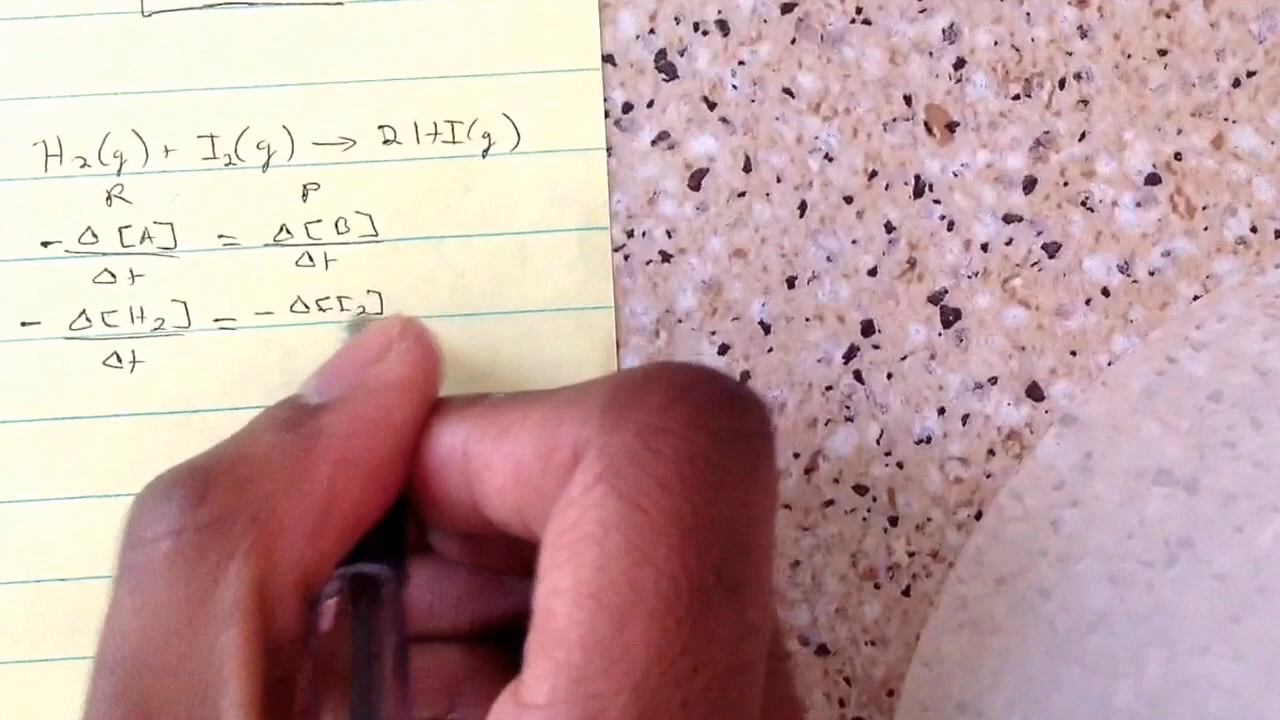 H₂(g) + I₂(g) → 2HI(g)
R P
- Δ[A] = Δ[B]
Δt Δt
- Δ[H₂] = - Δ[I₂]
Δt